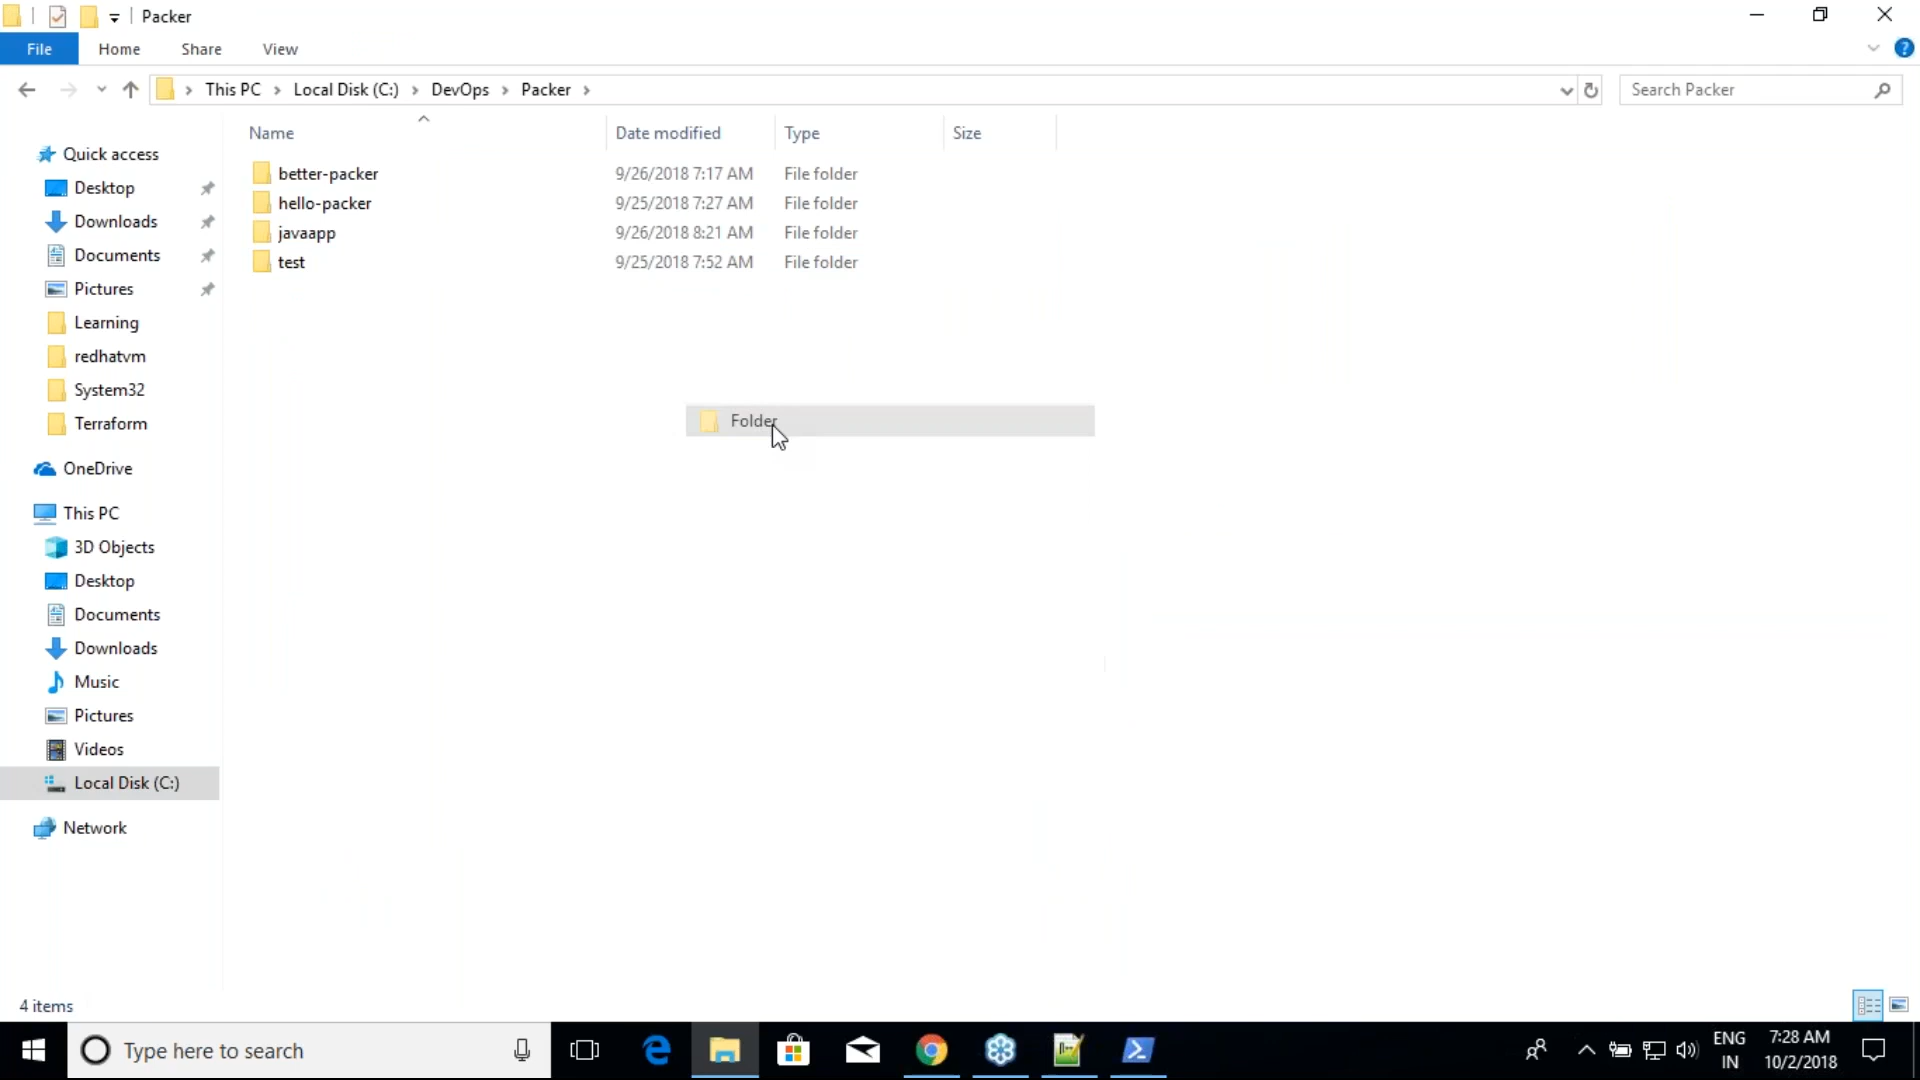 Packer
File Home Share View
This PC Local Disk (C:) DevOps Packer
Search Packer
Name Date modified Type Size
better-packer 9/26/2018 7:17 AM File folder
hello-packer 9/25/2018 7:27 AM File folder
javaapp 9/26/2018 8:21 AM File folder
test 9/25/2018 7:52 AM File folder
Folder
Quick access
Desktop
Downloads
Documents
Pictures
Learning
redhatvm
System32
Terraform
OneDrive
This PC
3D Objects
Desktop
Documents
Downloads
Music
Pictures
Videos
Local Disk (C:)
Network
4 items
Type here to search
ENG
IN
7:28 AM
10/2/2018